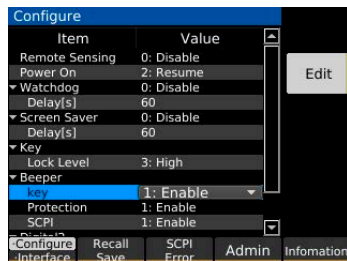 Configure
Item Value
Remote Sensing 0: Disable
Power On 2: Resume
Edit
Watchdog 0: Disable
Delay[s] 60
Screen Saver 0: Disable
Delay[s] 60
Key
Lock Level 3: High
Beeper
key 1: Enable
Protection 1: Enable
SCPI 1: Enable
·Configure Recall SCPI Admin Infomation
·Interface Save Error